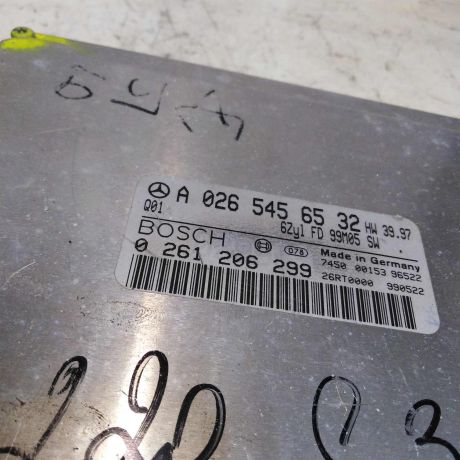 A 026 545 65 32 HW 39.97
Q01 6Zyl FD 99M05 SW
BOSCH 078 Made in Germany
0 261 206 299 7450 00153 96522
26RT0000 990522